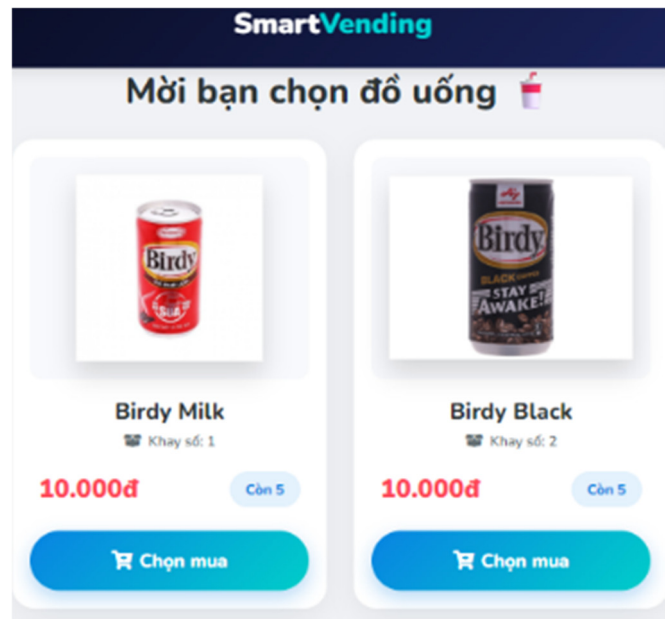 SmartVending
Mời bạn chọn đồ uống
Birdy
SỮA
Birdy
BLACK
STAY
AWAKE!
Birdy Milk
Khay số: 1
10.000đ
Còn 5
Chọn mua
Birdy Black
Khay số: 2
10.000đ
Còn 5
Chọn mua